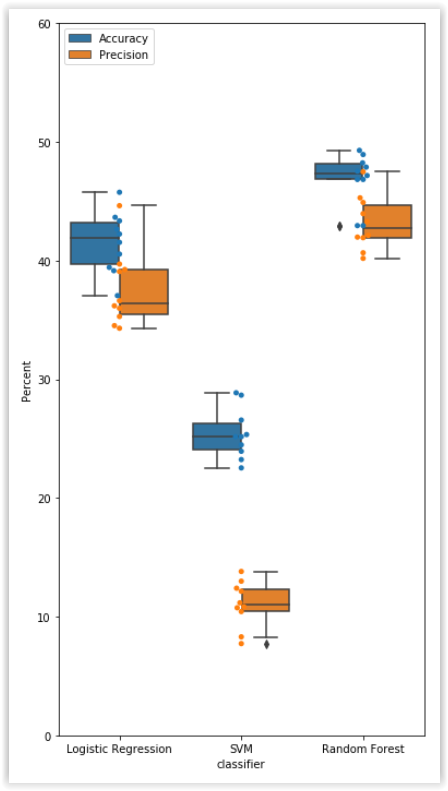 60
Accuracy
Precision
50
40
30
20
10
0
Percent
Logistic Regression
SVM
Random Forest
classifier